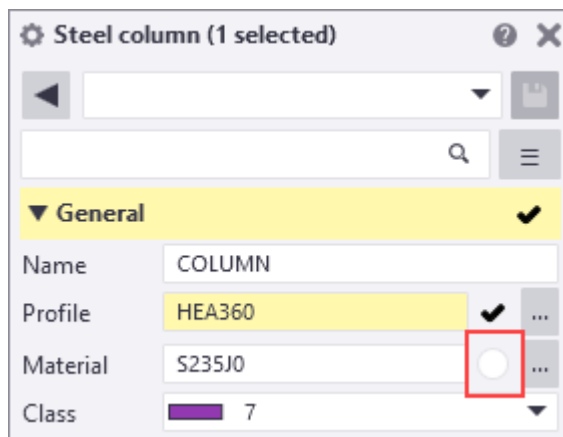 Steel column (1 selected)
General
Name COLUMN
Profile HEA360 ...
Material S235J0 ...
Class 7